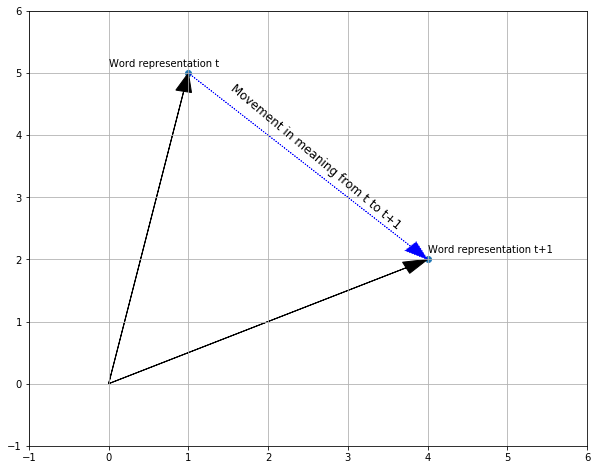 6
5
4
3
2
1
0
−1
Word representation t
Movement in meaning from t to t+1
Word representation t+1
−1 0 1 2 3 4 5 6